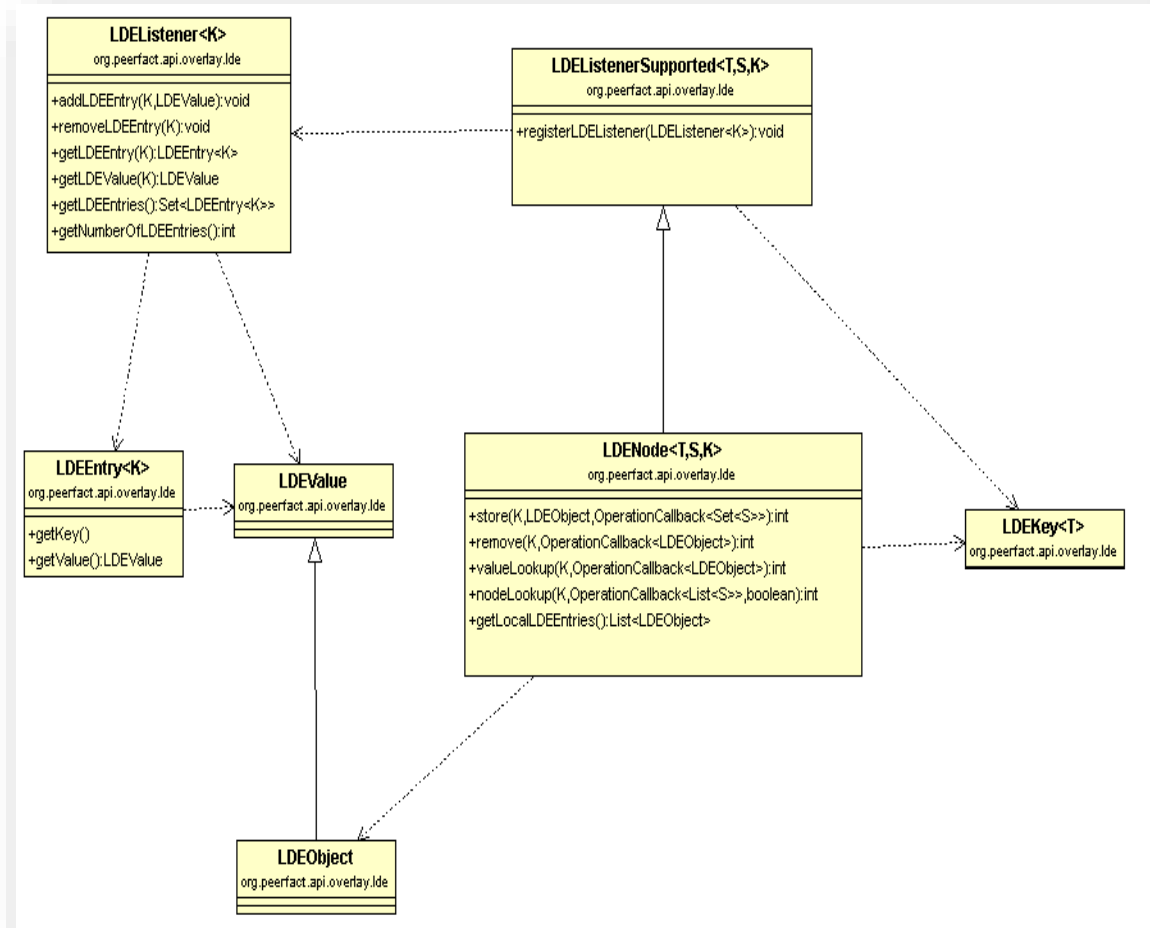 LDEListener<K>
org.peerfact.api.overlay.lde
+addLDEEntry(K,LDEValue):void
+removeLDEEntry(K):void
+getLDEEntry(K):LDEEntry<K>
+getLDEValue(K):LDEValue
+getLDEEntries():Set<LDEEntry<K>>
+getNumberOfLDEEntries():int
LDEListenerSupported<T,S,K>
org.peerfact.api.overlay.lde
+registerLDEListener(LDEListener<K>):void
LDEEntry<K>
org.peerfact.api.overlay.lde
+getKey()
+getValue():LDEValue
LDEValue
org.peerfact.api.overlay.lde
LDENode<T,S,K>
org.peerfact.api.overlay.lde
+store(K,LDEObject,OperationCallback<Set<S>>):int
+remove(K,OperationCallback<LDEObject>):int
+valueLookup(K,OperationCallback<LDEObject>):int
+nodeLookup(K,OperationCallback<List<S>>,boolean):int
+getLocalLDEEntries():List<LDEObject>
LDEKey<T>
org.peerfact.api.overlay.lde
LDEObject
org.peerfact.api.overlay.lde